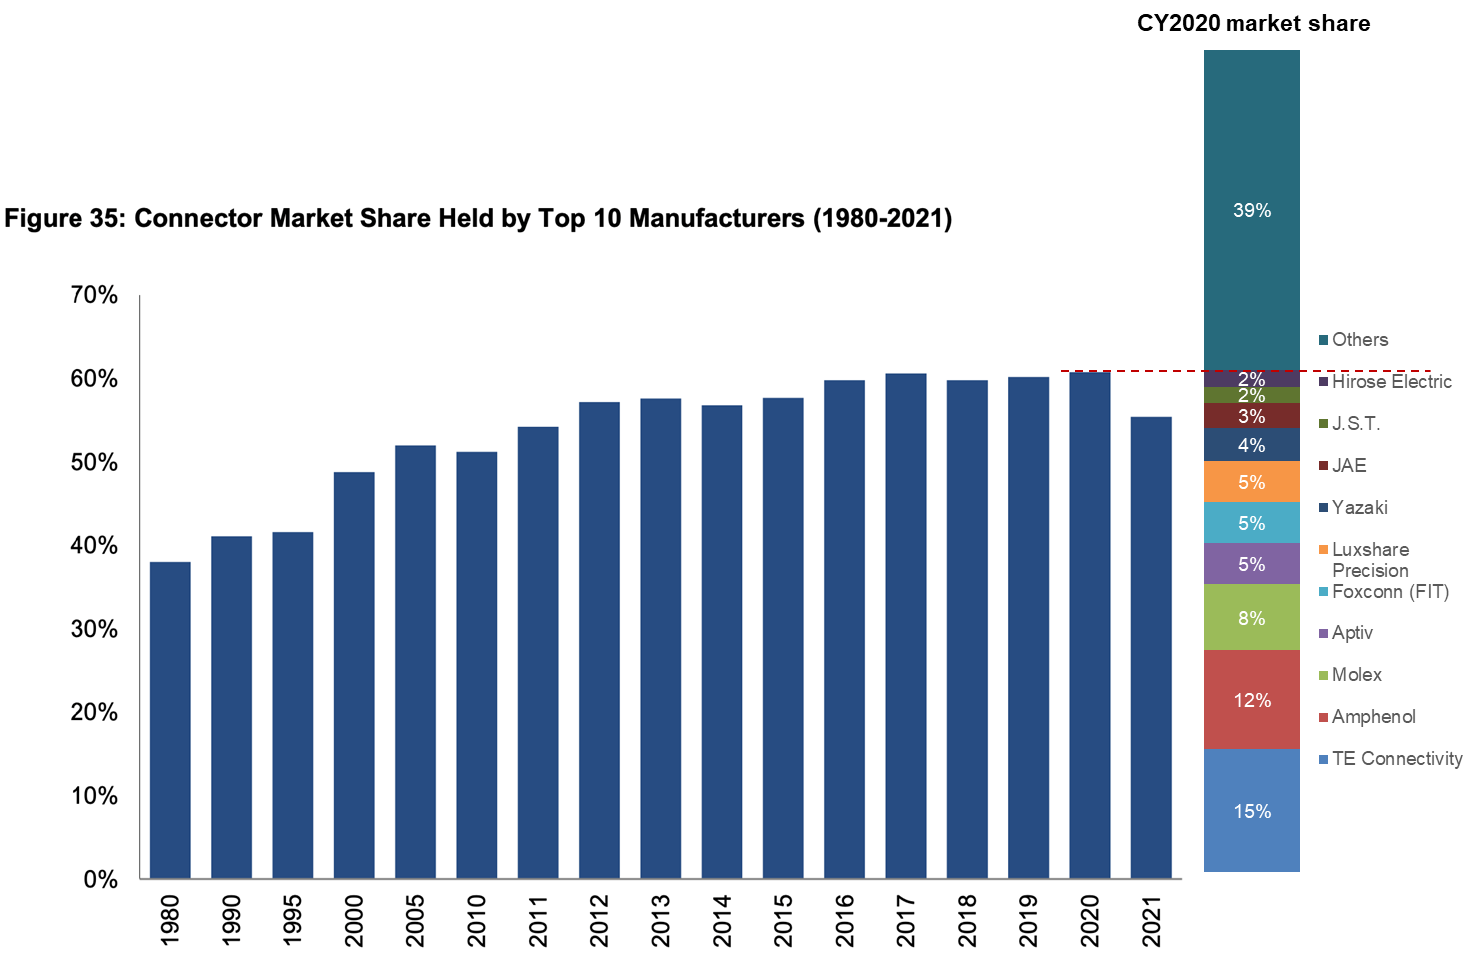 CY2020 market share
39%
2%
2%
3%
4%
5%
5%
5%
8%
12%
15%
Others
Hirose Electric
J.S.T.
JAE
Yazaki
Luxshare
Precision
Foxconn (FIT)
Aptiv
Molex
Amphenol
TE Connectivity
Figure 35: Connector Market Share Held by Top 10 Manufacturers (1980-2021)
70%
60%
50%
40%
30%
20%
10%
0%
1980
1990
1995
2000
2005
2010
2011
2012
2013
2014
2015
2016
2017
2018
2019
2020
2021